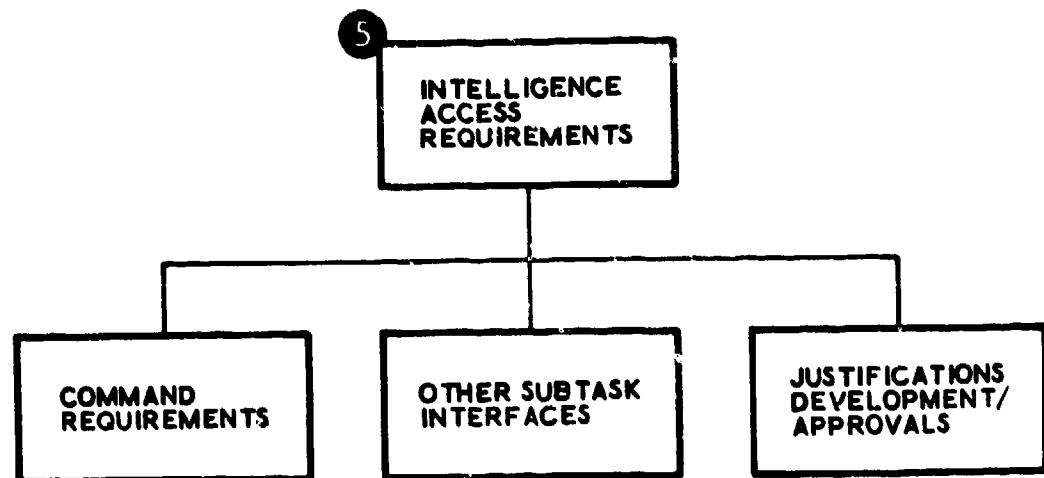 5
INTELLIGENCE
ACCESS
REQUIREMENTS
COMMAND
REQUIREMENTS
OTHER SUBTASK
INTERFACES
JUSTIFICATIONS
DEVELOPMENT/
APPROVALS